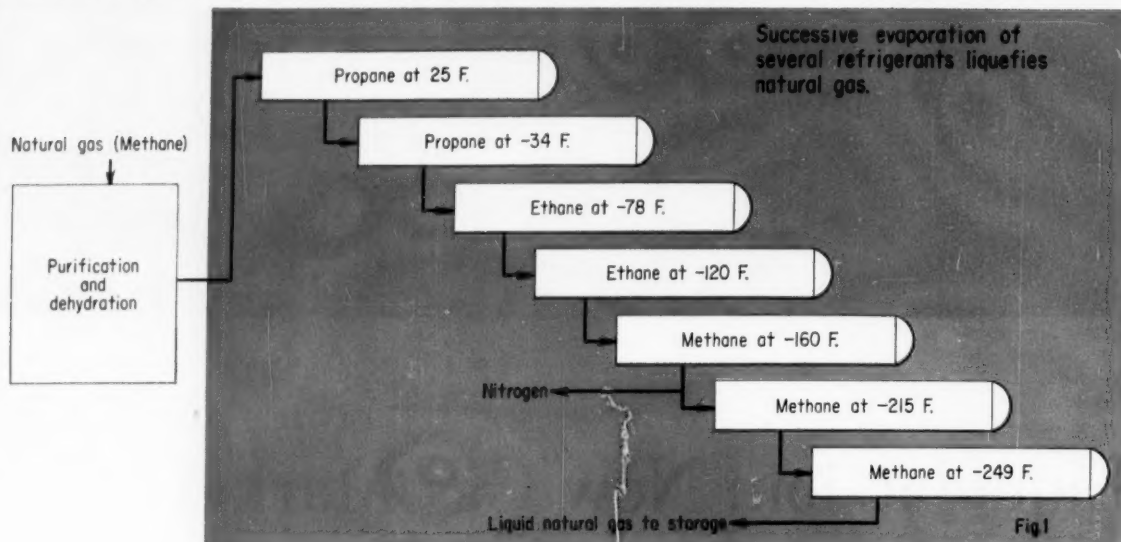 Successive evaporation of
several refrigerants liquefies
natural gas.
Propane at 25 F.
Propane at -34 F.
Natural gas (Methane)
Ethane at -78 F.
Purification
and
dehydration
Ethane at -120 F.
Methane at -160 F.
Nitrogen
Methane at -215 F.
Methane at -249 F.
Liquid natural gas to storage
Fig.1